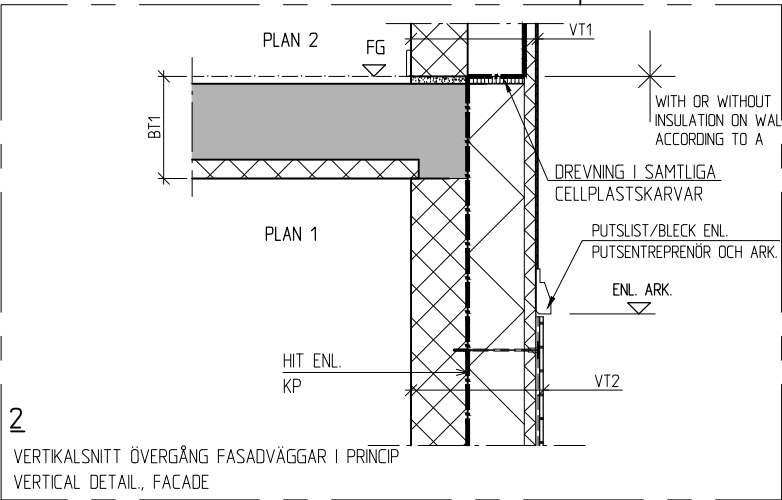 PLAN 2
FG
VT1
BT1
WITH OR WITHOUT
INSULATION ON WAL
ACCORDING TO A
DREVNING I SAMTLIGA
CELLPLASTSKARVAR
PLAN 1
PUTSLIST/BLECK ENL.
PUTSENTREPRENÖR OCH ARK.
ENL. ARK.
HIT ENL.
KP
VT2
2
VERTIKALSNITT ÖVERGÅNG FASADVÄGGAR I PRINCIP
VERTICAL DETAIL., FACADE